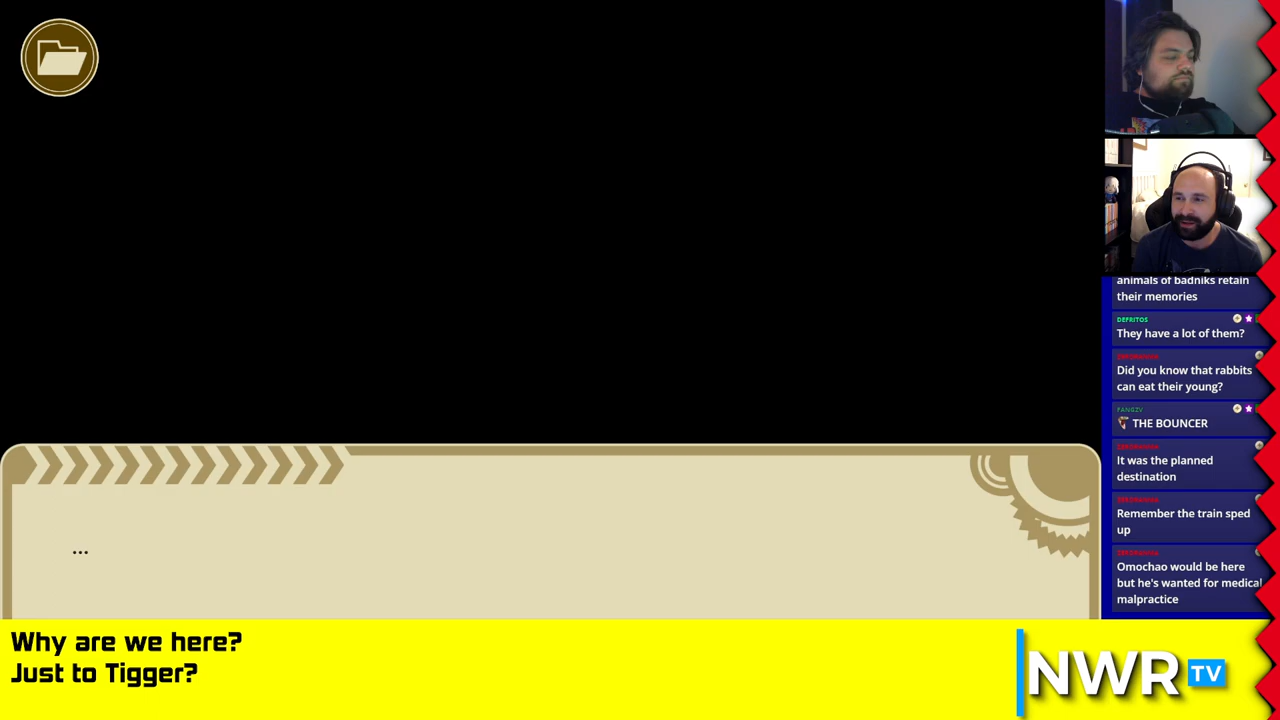 animals of badniks retain
their memories
DEFRITOS
They have a lot of them?
Did you know that rabbits
can eat their young?
FANGZV
THE BOUNCER
It was the planned
destination
Remember the train sped
up
Omochao would be here
but he's wanted for medical
malpractice
...
Why are we here?
Just to Tigger?
NWR TV